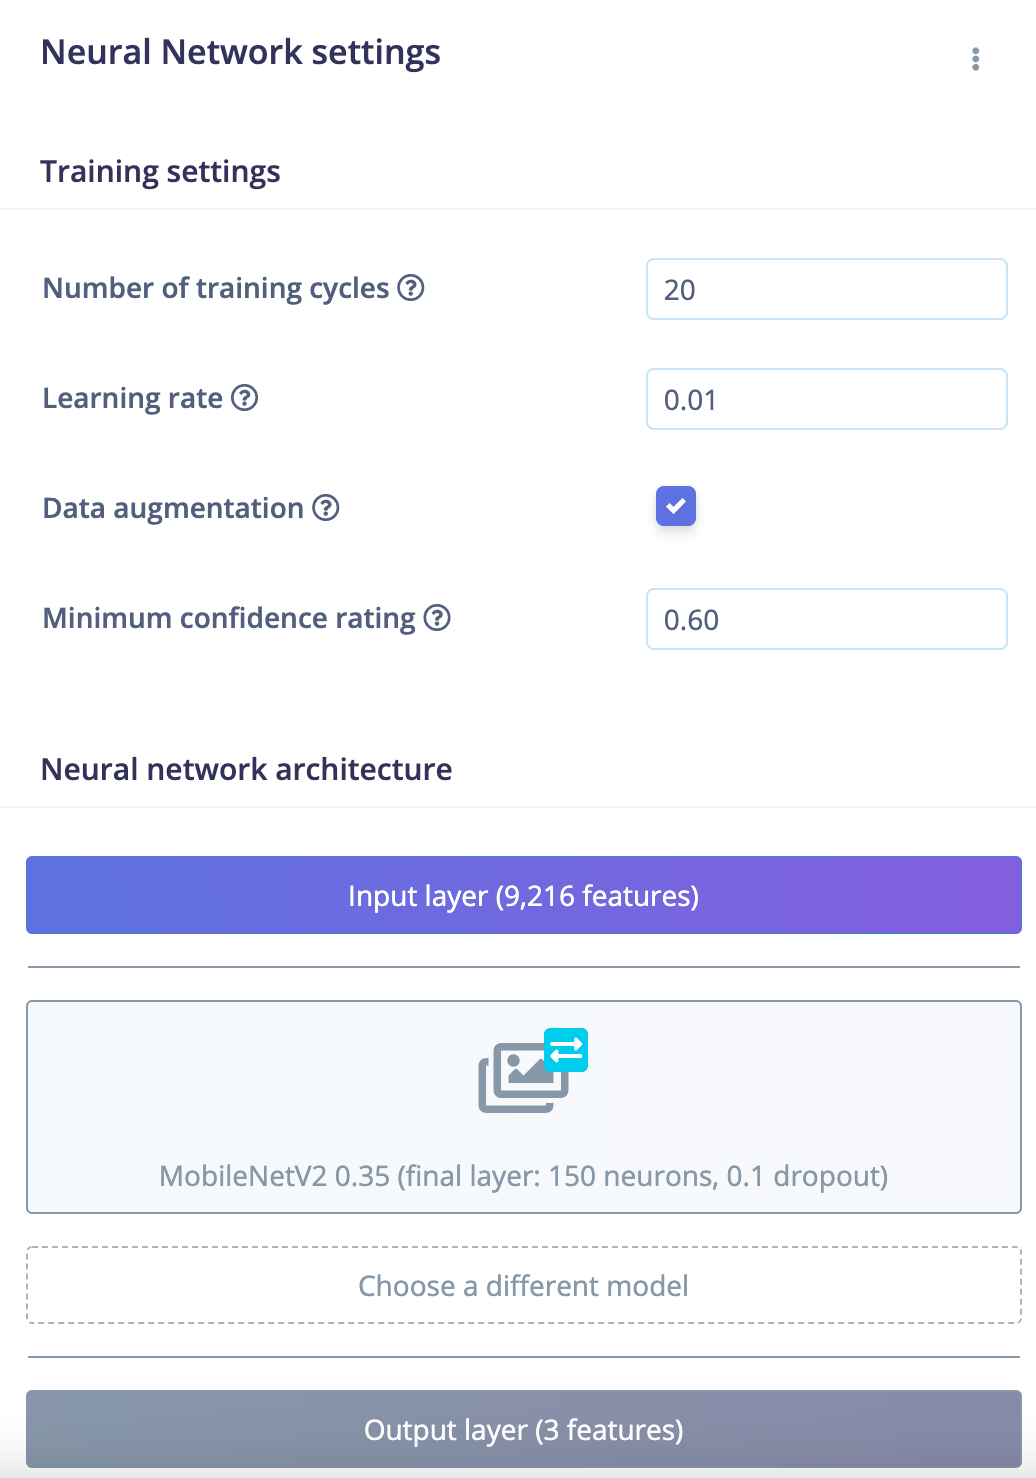 Neural Network settings
Training settings
Number of training cycles
20
Learning rate
0.01
Data augmentation
Minimum confidence rating
0.60
Neural network architecture
Input layer (9,216 features)
MobileNetV2 0.35 (final layer: 150 neurons, 0.1 dropout)
Choose a different model
Output layer (3 features)